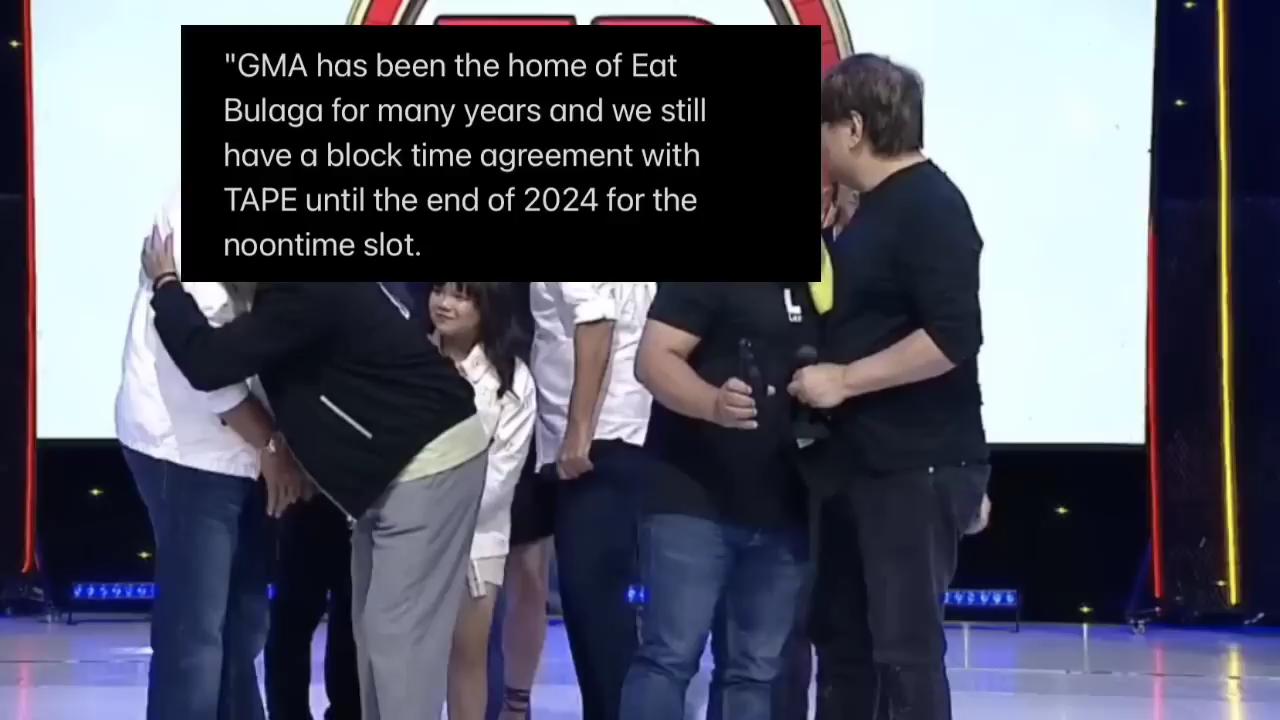 "GMA has been the home of Eat
Bulaga for many years and we still
have a block time agreement with
TAPE until the end of 2024 for the
noontime slot.